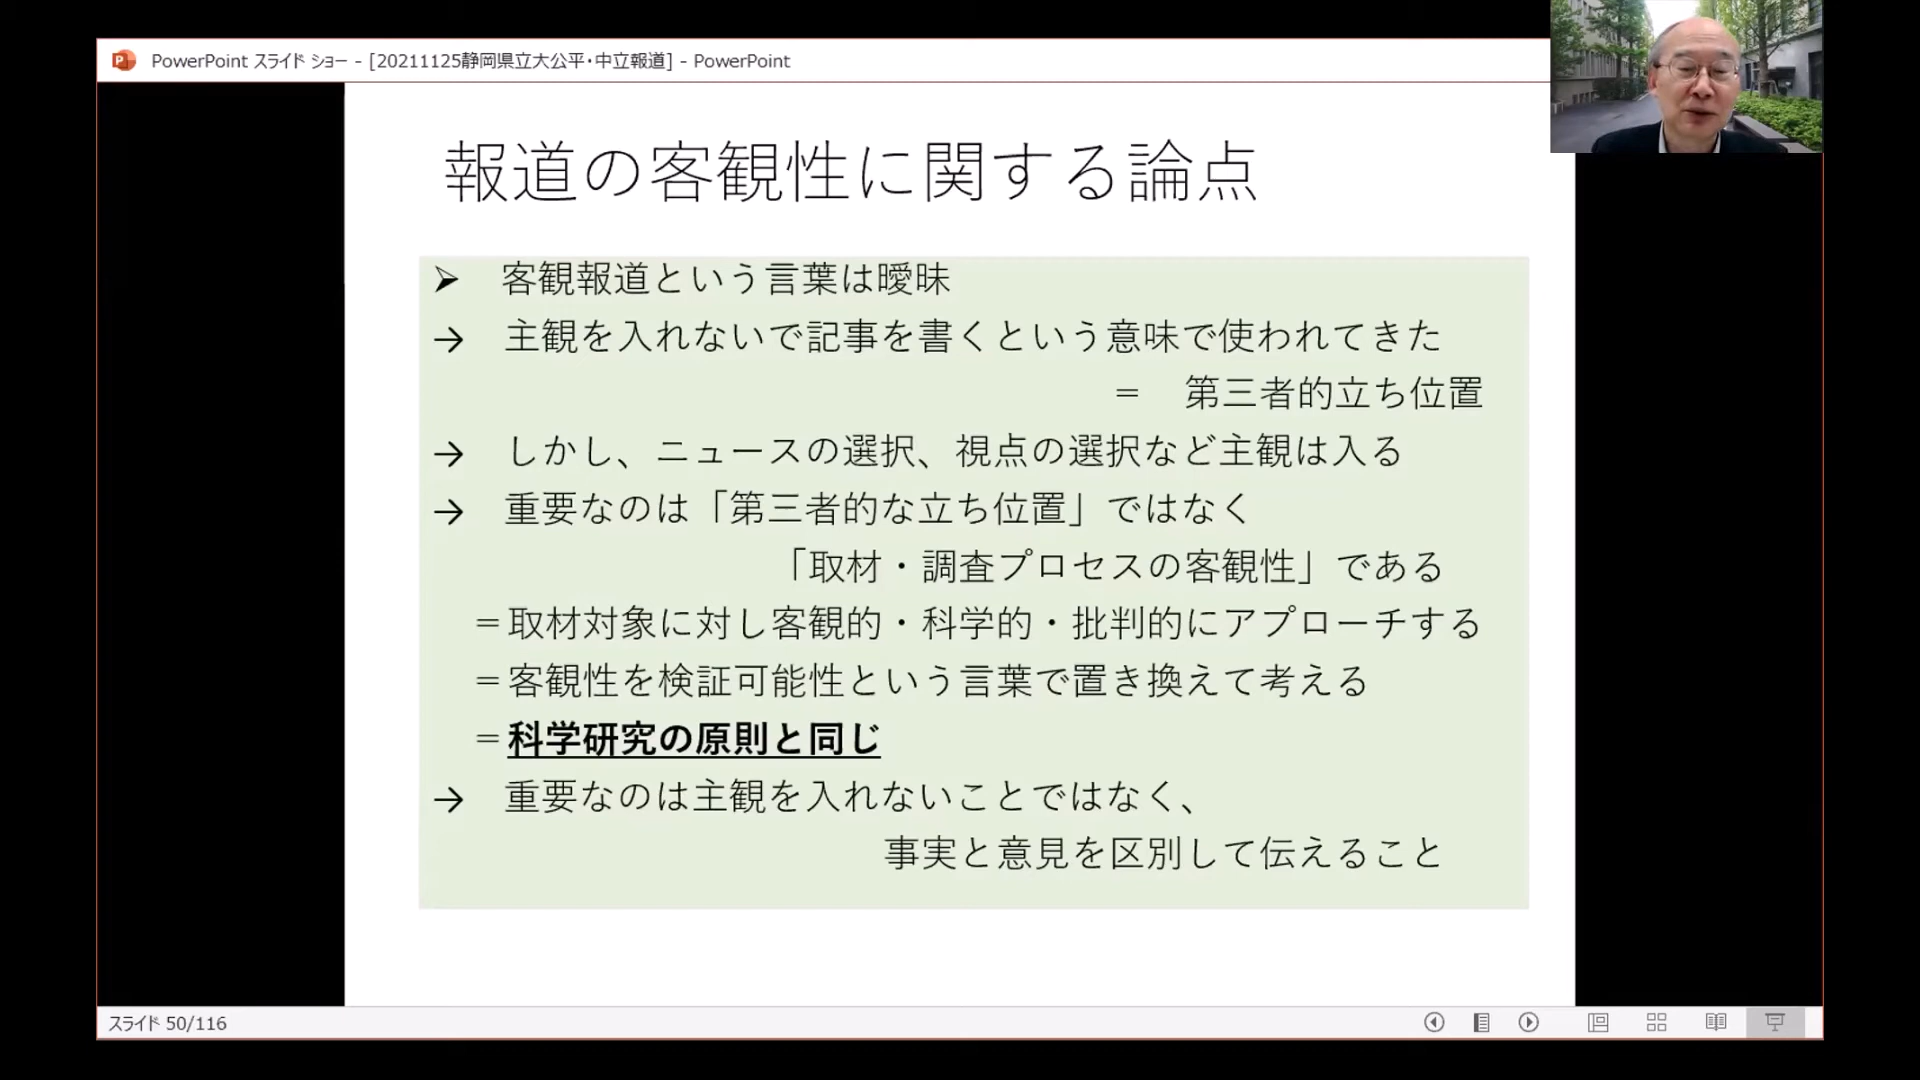 PowerPoint スライド ショー - [20211125静岡県立大公平・中立報道] - PowerPoint
報道の客観性に関する論点
➢ 客観報道という言葉は曖昧
→ 主観を入れないで記事を書くという意味で使われてきた
＝ 第三者的立ち位置
→ しかし、ニュースの選択、視点の選択など主観は入る
→ 重要なのは「第三者的な立ち位置」ではなく
「取材・調査プロセスの客観性」である
＝取材対象に対し客観的・科学的・批判的にアプローチする
＝客観性を検証可能性という言葉で置き換えて考える
＝科学研究の原則と同じ
→ 重要なのは主観を入れないことではなく、
事実と意見を区別して伝えること
スライド 50/116